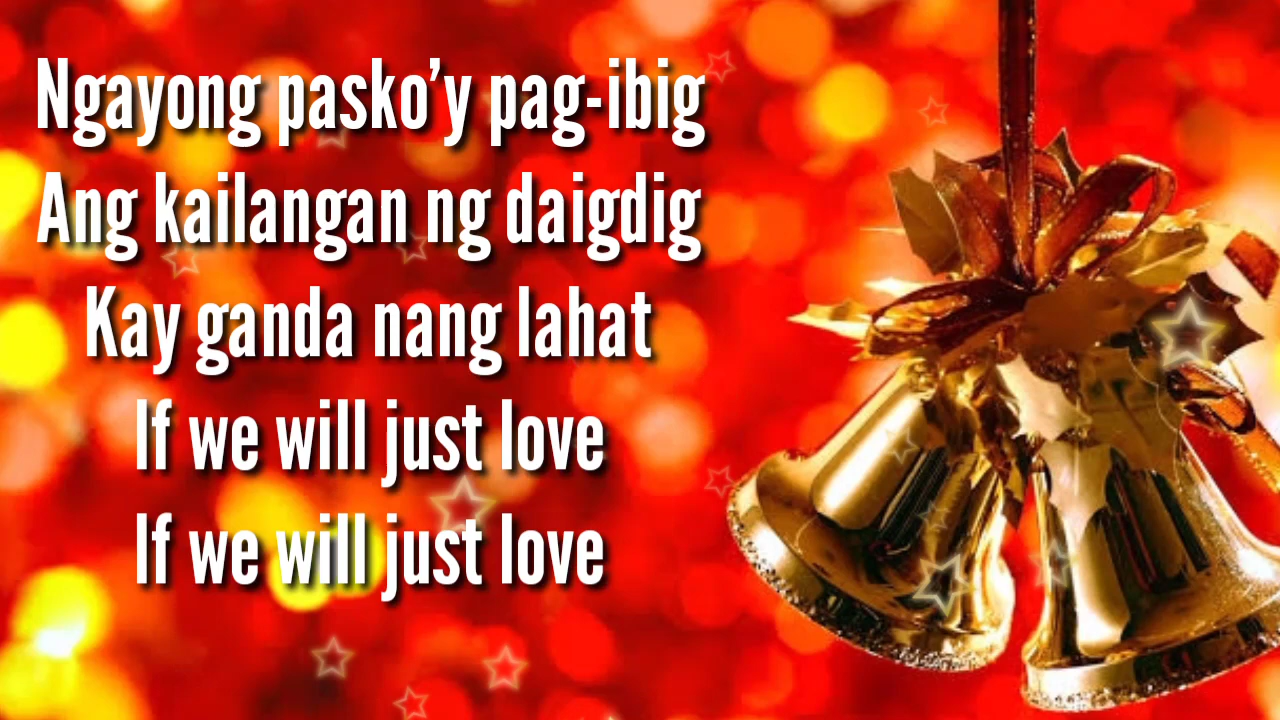 Ngayong pasko’y pag-ibig
Ang kailangan ng daigdig
Kay ganda nang lahat
If we will just love
If we will just love